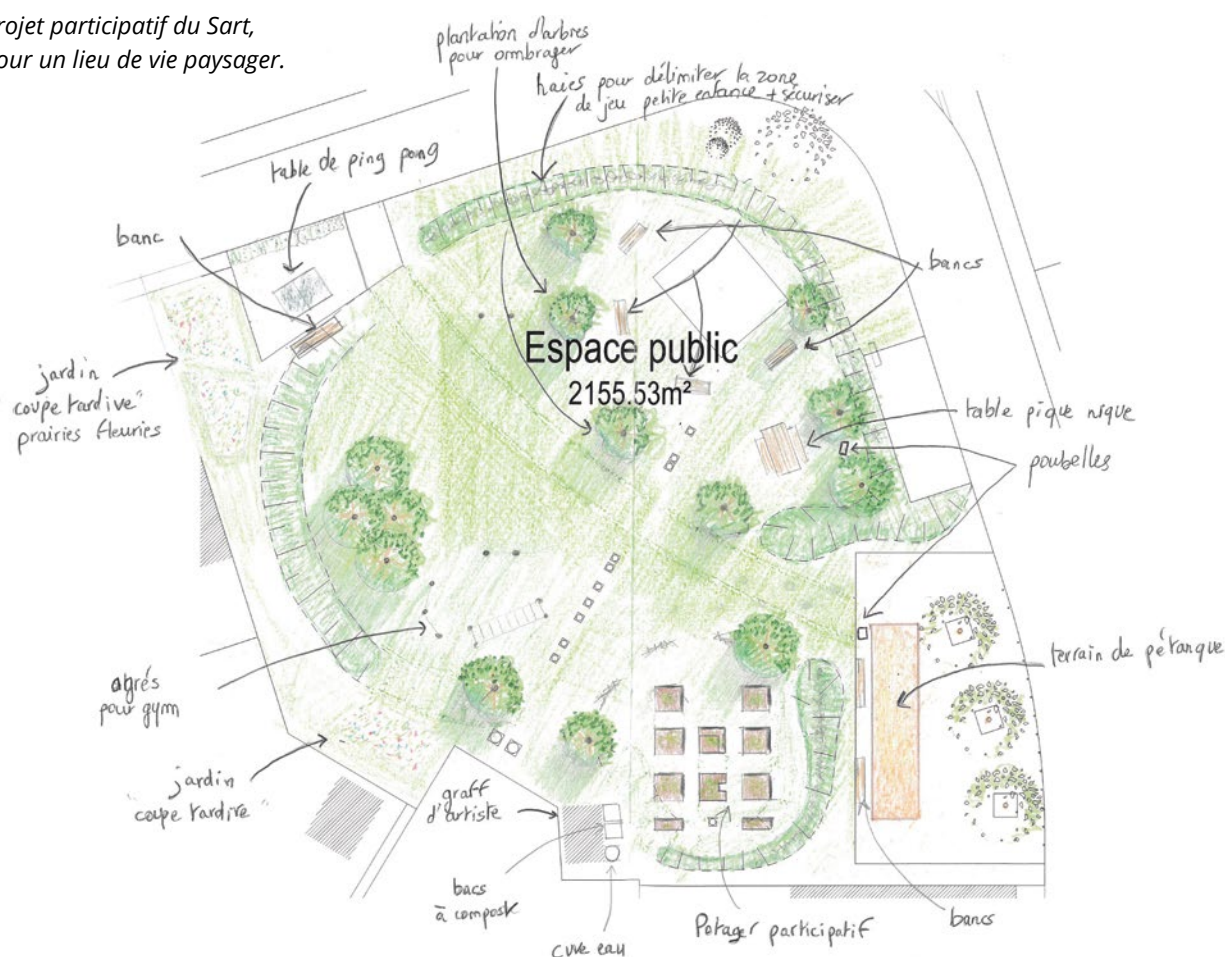 rojet participatif du Sart,
our un lieu de vie paysager.
plantation d'arbres
pour ombrager
haies pour délimiter la zone
de jeu petite enfance + sécuriser
table de ping pong
banc
bancs
Espace public
2155.53m²
jardin
"coupe tardive"
prairies fleuries
table pique nique
poubelles
terrain de pétanque
agrés
pour gym
jardin
"coupe tardive"
graff
d'artiste
bacs
à compost
cuve eau
Potager participatif
bancs